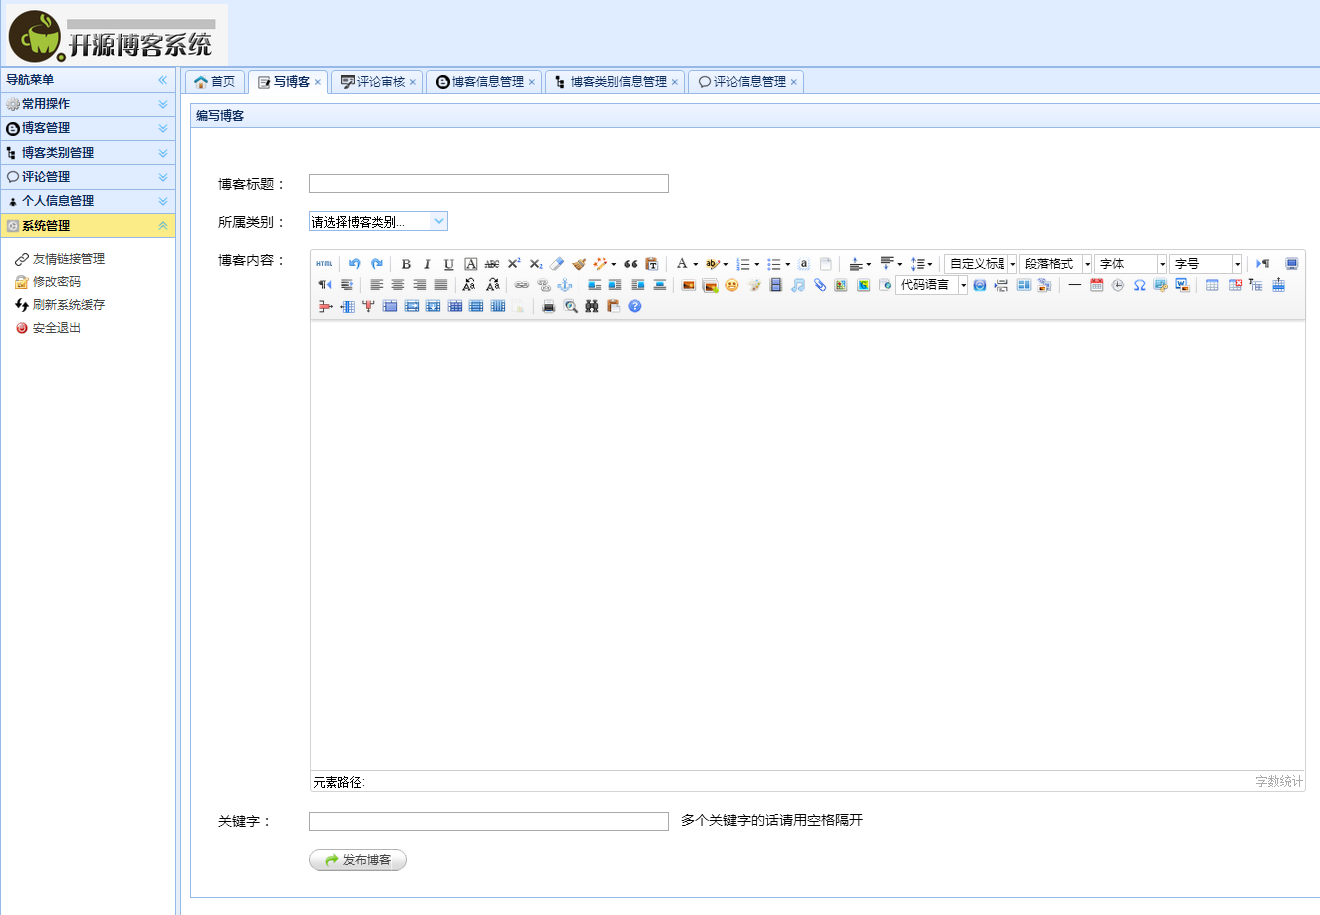 开源博客系统
导航菜单
常用操作
博客管理
博客类别管理
评论管理
个人信息管理
系统管理
友情链接管理
修改密码
刷新系统缓存
安全退出
首页 写博客 评论审核 博客信息管理 博客类别信息管理 评论信息管理
编写博客
博客标题：
所属类别： 请选择博客类别...
博客内容：
HTML 自定义标题 段落格式 字体 字号
代码语言
元素路径: 字数统计
关键字： 多个关键字的话请用空格隔开
发布博客